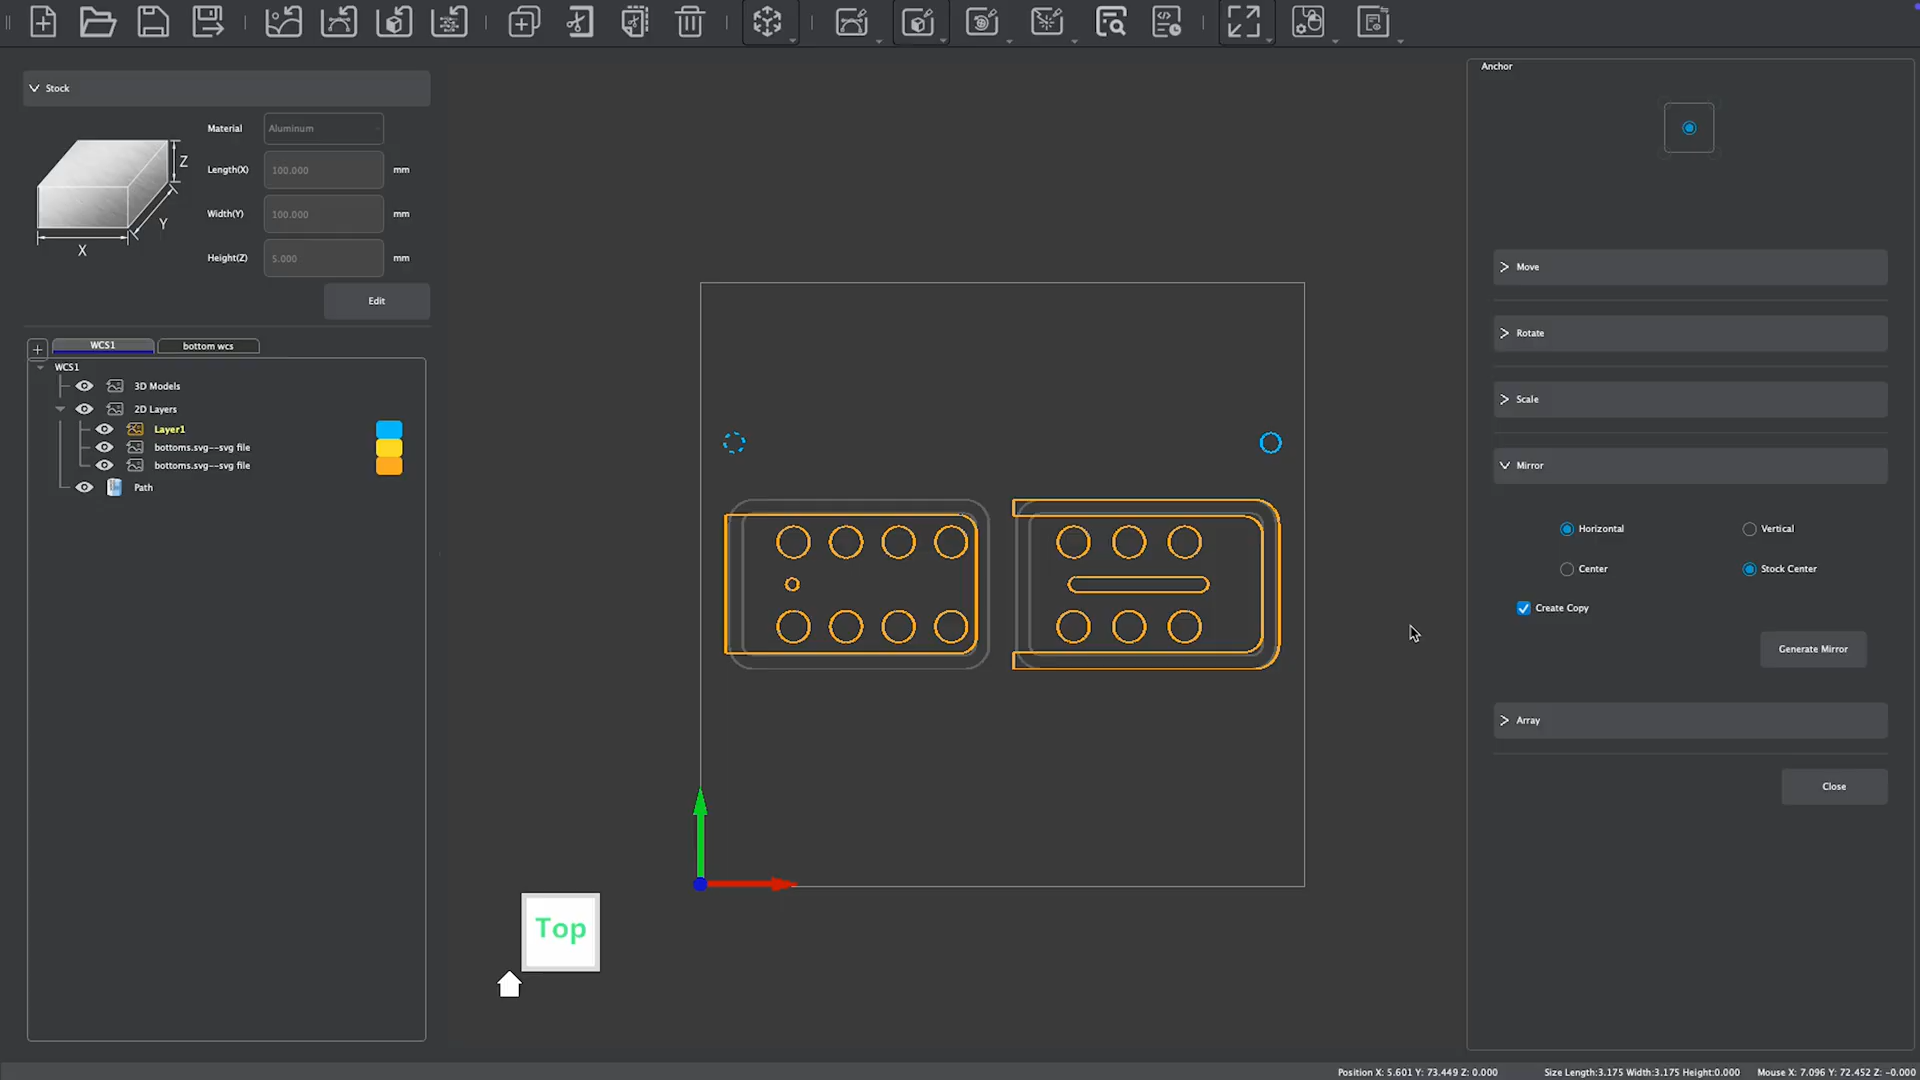 Stock
Material
Aluminum
Length(X)
100.000
mm
Width(Y)
100.000
mm
Height(Z)
5.000
mm
Z
Y
X
Edit
WCS1
bottom wcs
WCS1
3D Models
2D Layers
Layer1
bottoms.svg--svg file
bottoms.svg--svg file
Path
Top
Anchor
Move
Rotate
Scale
Mirror
Horizontal
Vertical
Center
Stock Center
Create Copy
Generate Mirror
Array
Close
Position X: 5.601 Y: 73.449 Z: 0.000
Size Length:3.175 Width:3.175 Height:0.000
Mouse X: 7.096 Y: 72.452 Z: -0.000